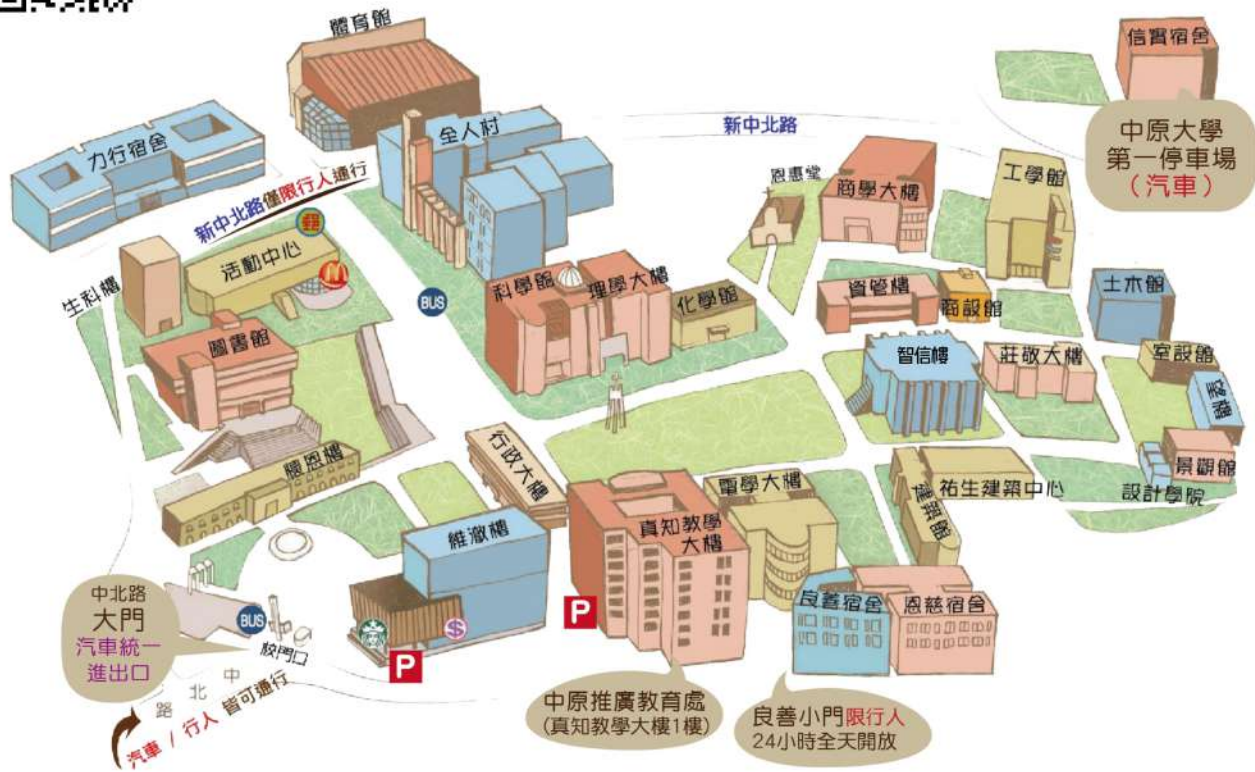 體育館
信實宿舍
中原大學
第一停車場
（汽車）
力行宿舍
全人村
新中北路
恩惠堂
商學大樓
工學館
新中北路僅限行人通行
郵
活動中心
生科樓
BUS
科學館
理學大樓
化學館
資管樓
商設館
土木館
圖書館
智信樓
莊敬大樓
室設館
望樓
懷恩樓
行政大樓
景觀館
設計學院
電學大樓
祐生建築中心
建築館
維澈樓
真知教學
大樓
良善宿舍
恩慈宿舍
中北路
大門
汽車統一
進出口
BUS
校門口
$
P
P
中北路
汽車 / 行人 皆可通行
中原推廣教育處
(真知教學大樓1樓)
良善小門限行人
24小時全天開放